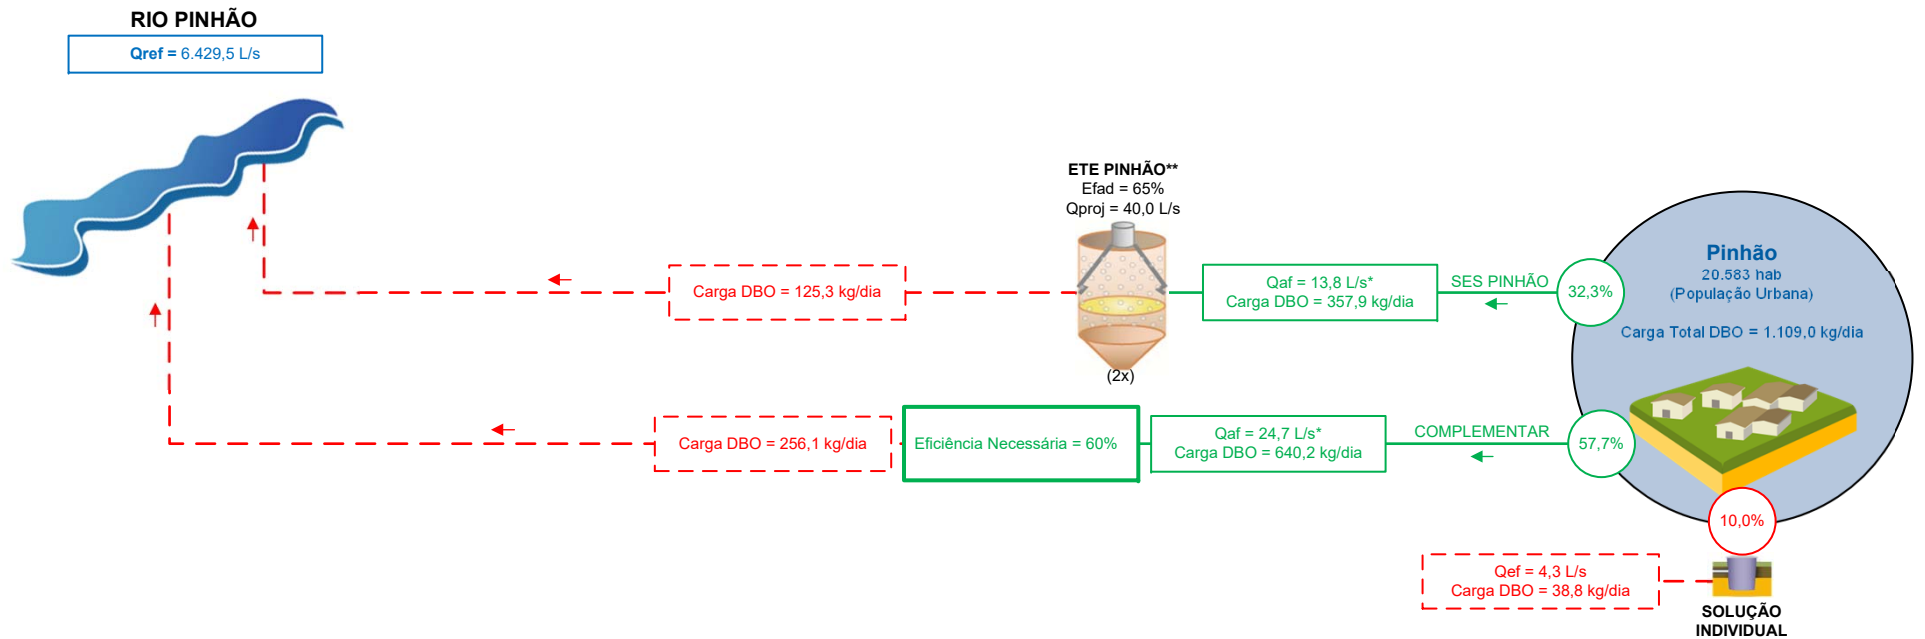 RIO PINHÃO
Qref = 6.429,5 L/s
ETE PINHÃO**
Efad = 65%
Qproj = 40,0 L/s
(2x)
Carga DBO = 125,3 kg/dia
Qaf = 13,8 L/s*
Carga DBO = 357,9 kg/dia
SES PINHÃO
32,3%
Pinhão
20.583 hab
(População Urbana)
Carga Total DBO = 1.109,0 kg/dia
Carga DBO = 256,1 kg/dia
Eficiência Necessária = 60%
Qaf = 24,7 L/s*
Carga DBO = 640,2 kg/dia
COMPLEMENTAR
57,7%
10,0%
Qef = 4,3 L/s
Carga DBO = 38,8 kg/dia
SOLUÇÃO
INDIVIDUAL